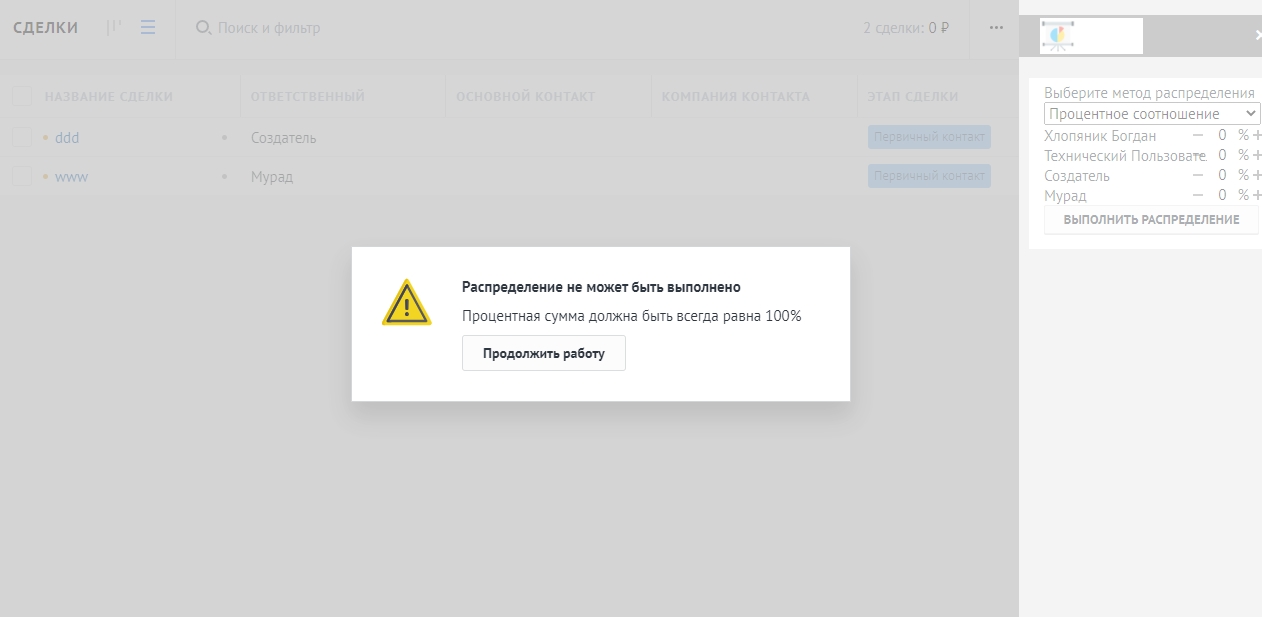 СДЕЛКИ
Поиск и фильтр
2 сделки: 0 ₽
НАЗВАНИЕ СДЕЛКИ ОТВЕТСТВЕННЫЙ ОСНОВНОЙ КОНТАКТ КОМПАНИЯ КОНТАКТА ЭТАП СДЕЛКИ
ddd Создатель Первичный контакт
www Мурад Первичный контакт
Распределение не может быть выполнено
Процентная сумма должна быть всегда равна 100%
Продолжить работу
Выберите метод распределения
Процентное соотношение
Хлопяник Богдан — 0 % +
Технический Пользовате — 0 % +
Создатель — 0 % +
Мурад — 0 % +
ВЫПОЛНИТЬ РАСПРЕДЕЛЕНИЕ